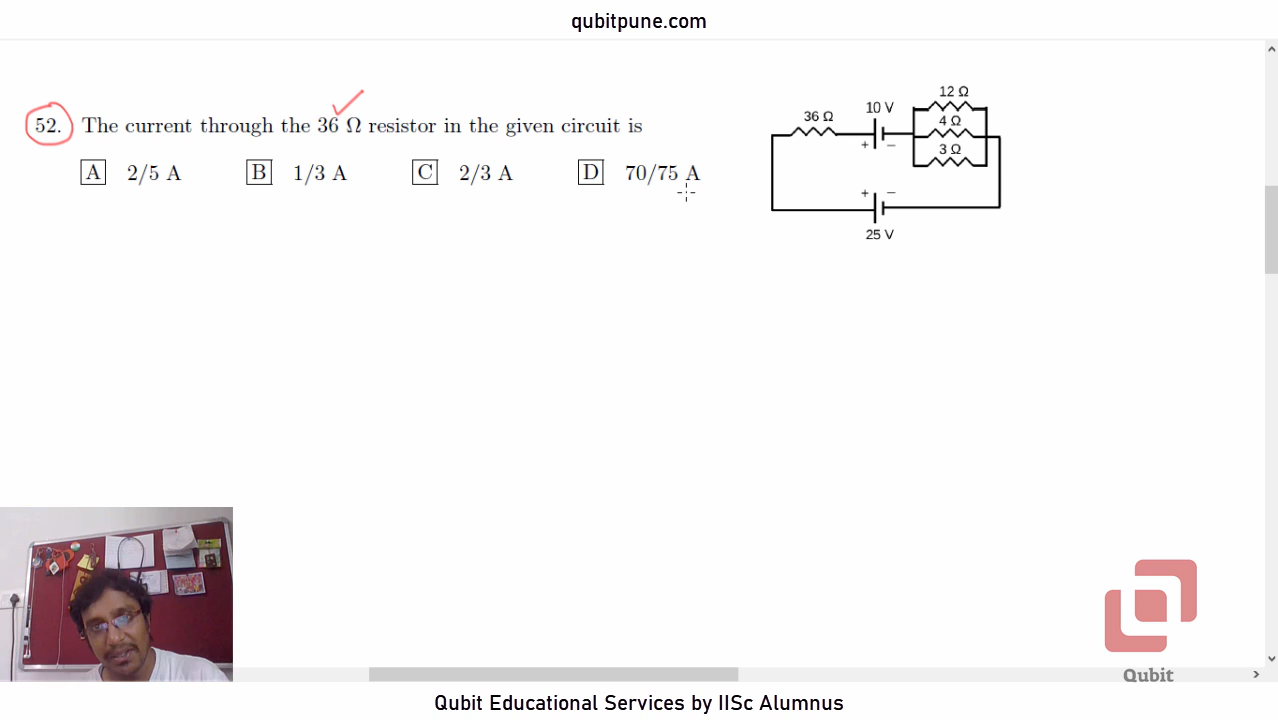 qubitpune.com
52. The current through the 36 Ω resistor in the given circuit is
A 2/5 A B 1/3 A C 2/3 A D 70/75 A
12 Ω
10 V
36 Ω
4 Ω
+ −
3 Ω
+ −
25 V
Qubit
Qubit Educational Services by IISc Alumnus